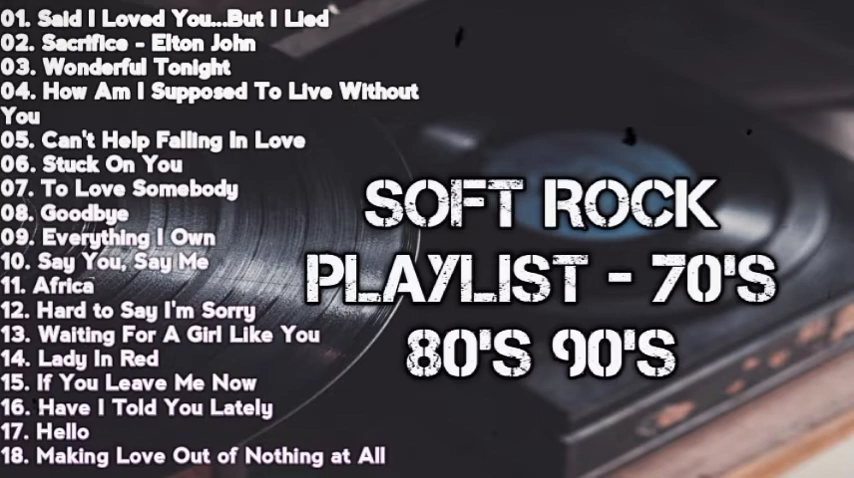 01. Said I Loved You...But I Lied
02. Sacrifice - Elton John
03. Wonderful Tonight
04. How Am I Supposed To Live Without
You
05. Can't Help Falling In Love
06. Stuck On You
07. To Love Somebody
08. Goodbye
09. Everything I Own
10. Say You, Say Me
11. Africa
12. Hard to Say I'm Sorry
13. Waiting For A Girl Like You
14. Lady In Red
15. If You Leave Me Now
16. Have I Told You Lately
17. Hello
18. Making Love Out of Nothing at All
SOFT ROCK
PLAYLIST - 70'S
80'S 90'S